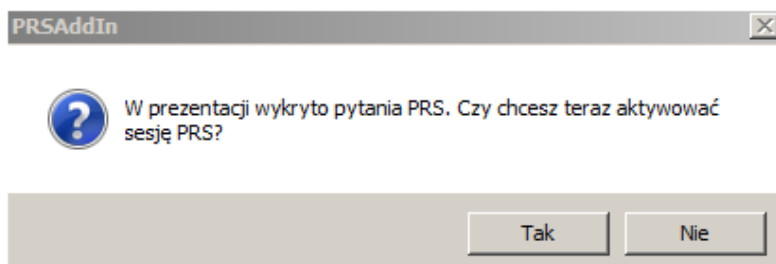 PRSAddIn
W prezentacji wykryto pytania PRS. Czy chcesz teraz aktywować
sesję PRS?
Tak
Nie